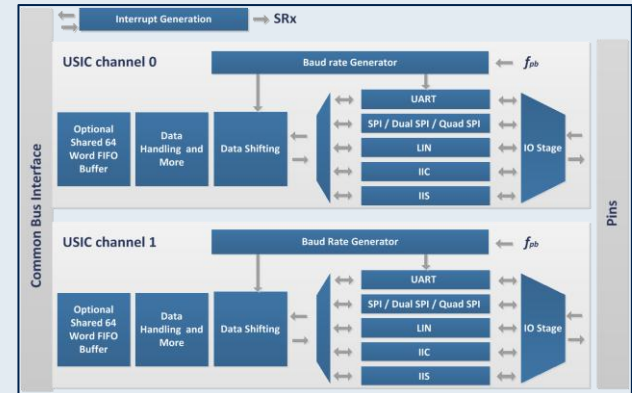 Interrupt Generation
SRx
Common Bus Interface
USIC channel 0
Baud rate Generator
fpb
Optional
Shared 64
Word FIFO
Buffer
Data
Handling and
More
Data Shifting
UART
SPI / Dual SPI / Quad SPI
LIN
IIC
IIS
IO Stage
Pins
USIC channel 1
Baud Rate Generator
fpb
Optional
Shared 64
Word FIFO
Buffer
Data
Handling and
More
Data Shifting
UART
SPI / Dual SPI / Quad SPI
LIN
IIC
IIS
IO Stage